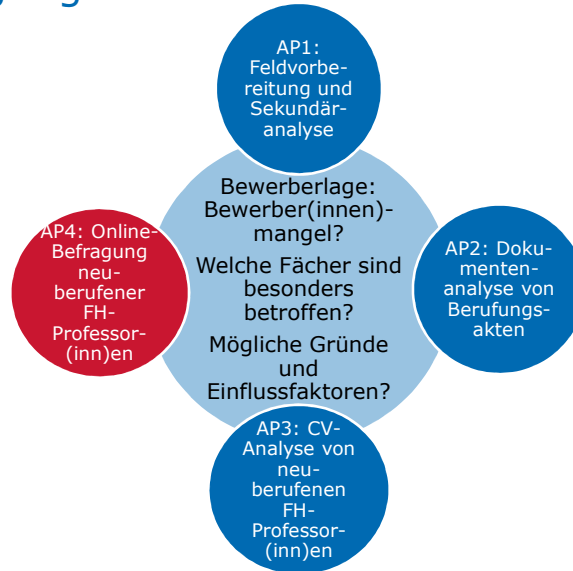 AP1:
Feldvorbe-
reitung und
Sekundär-
analyse
Bewerberlage:
Bewerber(innen)-
mangel?
Welche Fächer sind
besonders
betroffen?
Mögliche Gründe
und
Einflussfaktoren?
AP2: Doku-
menten-
analyse von
Berufungs-
akten
AP3: CV-
Analyse von
neu-
berufenen
FH-
Professor-
(inn)en
AP4: Online-
Befragung
neu-
berufener
FH-
Professor-
(inn)en